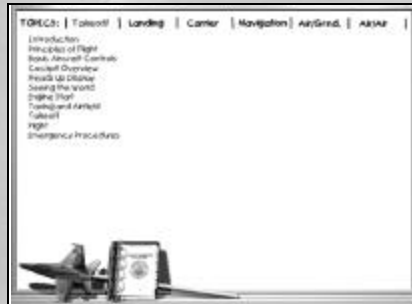 TOPICS: | Takeoff | Landing | Carrier | Navigation | Air/Grnd. | Air/Air |
Introduction
Principles of Flight
Basic Aircraft Controls
Cockpit Overview
Heads Up Display
Seeing the World
Engine Start
Taxiing and Airfield
Takeoff
Flight
Emergency Procedures